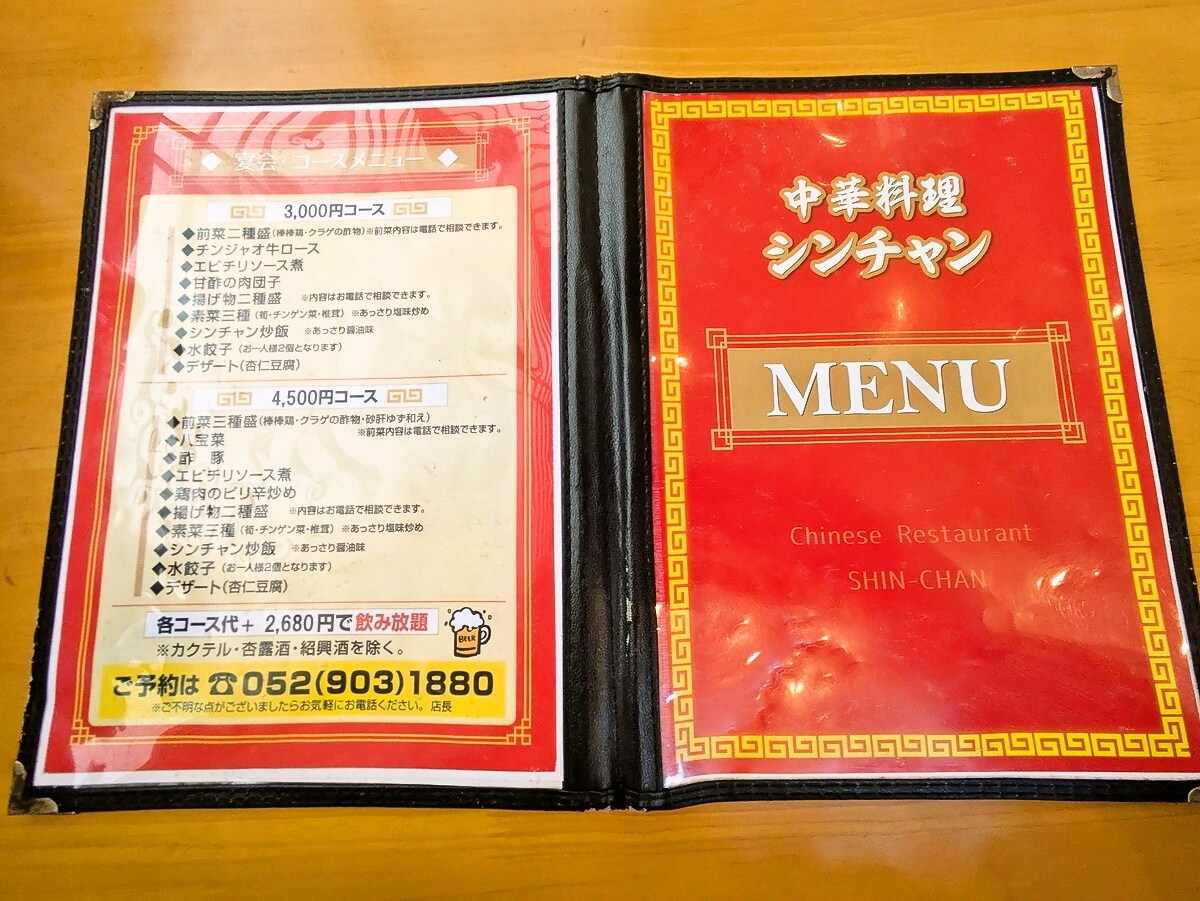 ◆ 宴会・コースメニュー ◆
3,000円コース
◆前菜二種盛(棒棒鶏・クラゲの酢物)※前菜内容は電話で相談できます。
◆チンジャオ牛ロース
◆エビチリソース煮
◆甘酢の肉団子
◆揚げ物二種盛 ※内容はお電話で相談できます。
◆素菜三種(筍・チンゲン菜・椎茸)※あっさり塩味炒め
◆シンチャン炒飯 ※あっさり醤油味
◆水餃子(お一人様2個となります)
◆デザート(杏仁豆腐)
4,500円コース
◆前菜三種盛(棒棒鶏・クラゲの酢物・砂肝ゆず和え)
※前菜内容は電話で相談できます。
◆八宝菜
◆酢 豚
◆エビチリソース煮
◆鶏肉のピリ辛炒め
◆揚げ物二種盛 ※内容はお電話で相談できます。
◆素菜三種(筍・チンゲン菜・椎茸)※あっさり塩味炒め
◆シンチャン炒飯 ※あっさり醤油味
◆水餃子(お一人様2個となります)
◆デザート(杏仁豆腐)
各コース代+ 2,680円で飲み放題
BEER
※カクテル・杏露酒・紹興酒を除く。
ご予約は ☎052(903)1880
※ご不明な点がございましたらお気軽にお電話ください。店長
中華料理
シンチャン
MENU
Chinese Restaurant
SHIN-CHAN